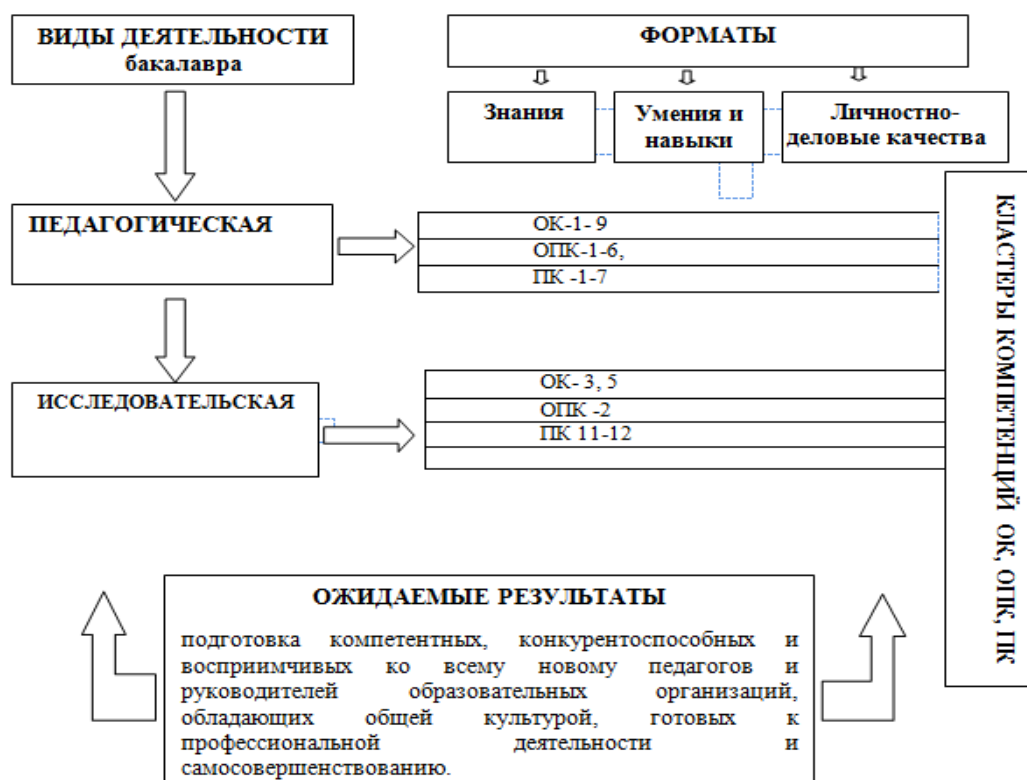 ВИДЫ ДЕЯТЕЛЬНОСТИ
бакалавра
ФОРМАТЫ
Знания
Умения и
навыки
Личностно-
деловые качества
ПЕДАГОГИЧЕСКАЯ
ОК-1- 9
ОПК-1-6,
ПК -1-7
ИССЛЕДОВАТЕЛЬСКАЯ
ОК- 3, 5
ОПК -2
ПК 11-12
КЛАСТЕРЫ КОМПЕТЕНЦИЙ ОК, ОПК, ПК
ОЖИДАЕМЫЕ РЕЗУЛЬТАТЫ
подготовка компетентных, конкурентоспособных и
восприимчивых ко всему новому педагогов и
руководителей образовательных организаций,
обладающих общей культурой, готовых к
профессиональной деятельности и
самосовершенствованию.